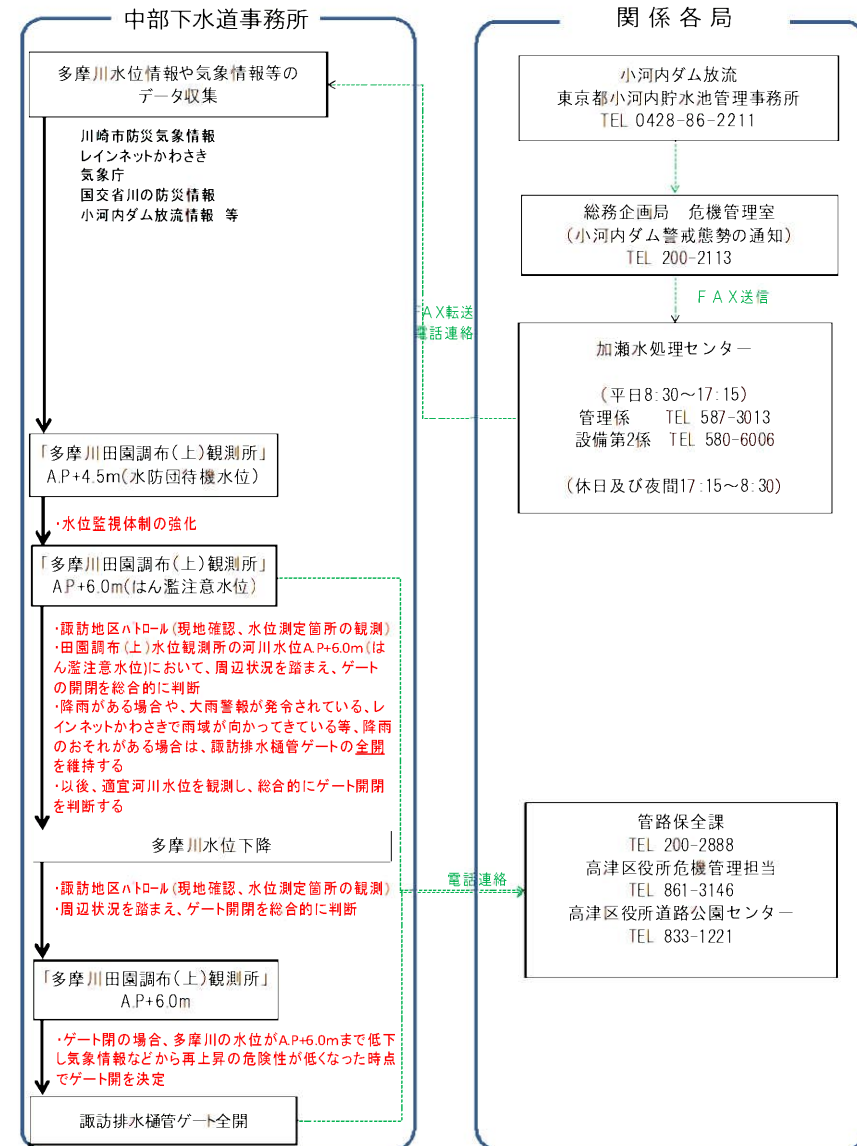 中部下水道事務所
多摩川水位情報や気象情報等の
データ収集
川崎市防災気象情報
レインネットかわさき
気象庁
国交省川の防災情報
小河内ダム放流情報 等
「多摩川田園調布(上)観測所」
A.P+4.5m(水防団待機水位)
・水位監視体制の強化
「多摩川田園調布(上)観測所」
A.P+6.0m(はん濫注意水位)
・諏訪地区パトロール(現地確認、水位測定箇所の観測)
・田園調布(上)水位観測所の河川水位A.P+6.0m(は
ん濫注意水位)において、周辺状況を踏まえ、ゲート
の開閉を総合的に判断
・降雨がある場合や、大雨警報が発令されている、レ
インネットかわさきで雨域が向かってきている等、降雨
のおそれがある場合は、諏訪排水樋管ゲートの全開
を維持する
・以後、適宜河川水位を観測し、総合的にゲート開閉
を判断する
多摩川水位下降
・諏訪地区パトロール(現地確認、水位測定箇所の観測)
・周辺状況を踏まえ、ゲート開閉を総合的に判断
「多摩川田園調布(上)観測所」
A.P+6.0m
・ゲート閉の場合、多摩川の水位がA.P+6.0mまで低下
し気象情報などから再上昇の危険性が低くなった時点
でゲート開を決定
諏訪排水樋管ゲート全開
FAX転送
電話連絡
電話連絡
関係各局
小河内ダム放流
東京都小河内貯水池管理事務所
TEL 0428-86-2211
総務企画局 危機管理室
(小河内ダム警戒態勢の通知)
TEL 200-2113
FAX送信
加瀬水処理センター
(平日8:30～17:15)
管理係 TEL 587-3013
設備第2係 TEL 580-6006
(休日及び夜間17:15～8:30)
管路保全課
TEL 200-2888
高津区役所危機管理担当
TEL 861-3146
高津区役所道路公園センター
TEL 833-1221